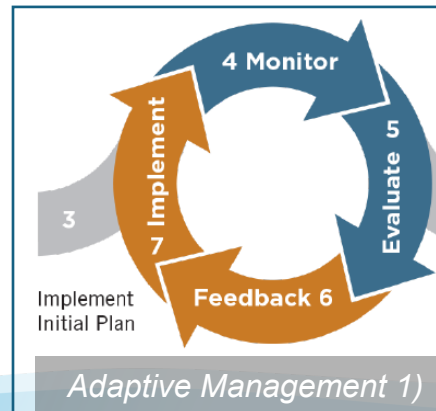 4 Monitor
Evaluate 5
Feedback 6
7 Implement
3
Implement
Initial Plan
Adaptive Management 1)